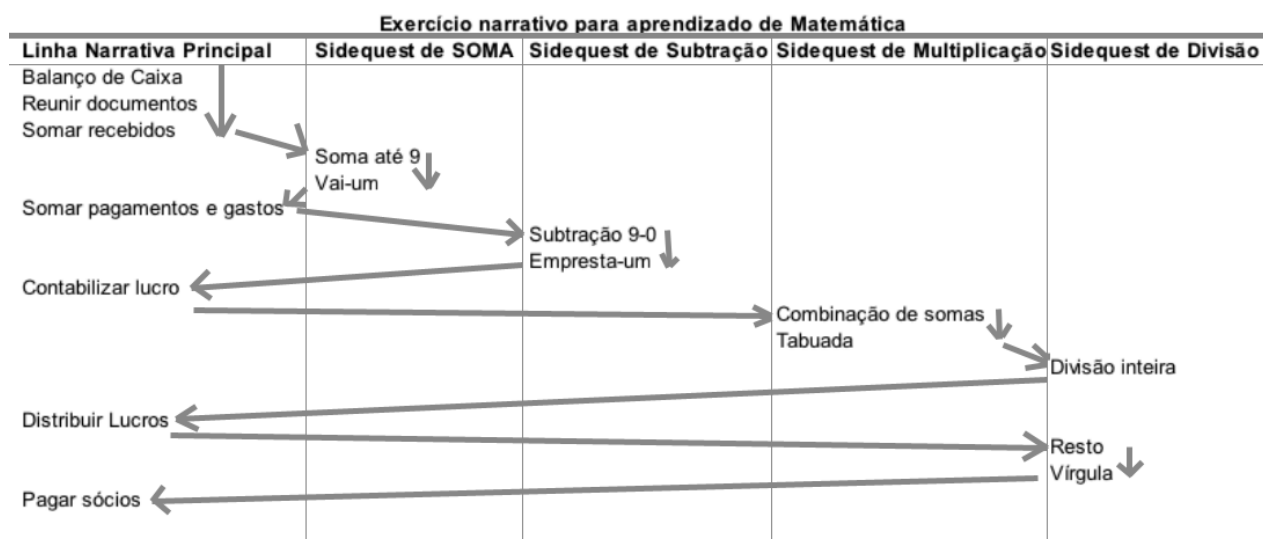 Exercício narrativo para aprendizado de Matemática
Linha Narrativa Principal Sidequest de SOMA Sidequest de Subtração Sidequest de Multiplicação Sidequest de Divisão
Balanço de Caixa
Reunir documentos
Somar recebidos
Soma até 9
Vai-um
Somar pagamentos e gastos
Subtração 9-0
Empresta-um
Contabilizar lucro
Combinação de somas
Tabuada
Divisão inteira
Distribuir Lucros
Resto
Vírgula
Pagar sócios